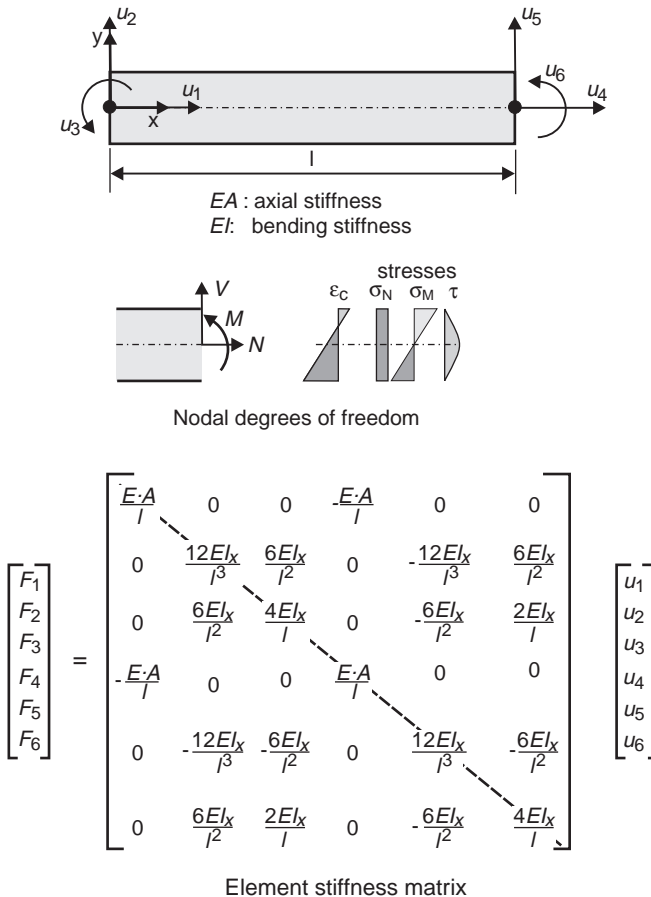 u2
u5
y
u6
u1
u4
u3
x
l
EA : axial stiffness
EI: bending stiffness
stresses
V
εc σN σM τ
M
N
Nodal degrees of freedom
E·A/l 0 0 -E·A/l 0 0
0 12EIx/l³ 6EIx/l² 0 -12EIx/l³ 6EIx/l²
0 6EIx/l² 4EIx/l 0 -6EIx/l² 2EIx/l
-E·A/l 0 0 E·A/l 0 0
0 -12EIx/l³ -6EIx/l² 0 12EIx/l³ -6EIx/l²
0 6EIx/l² 2EIx/l 0 -6EIx/l² 4EIx/l
F1
F2
F3
F4
F5
F6
=
u1
u2
u3
u4
u5
u6
Element stiffness matrix